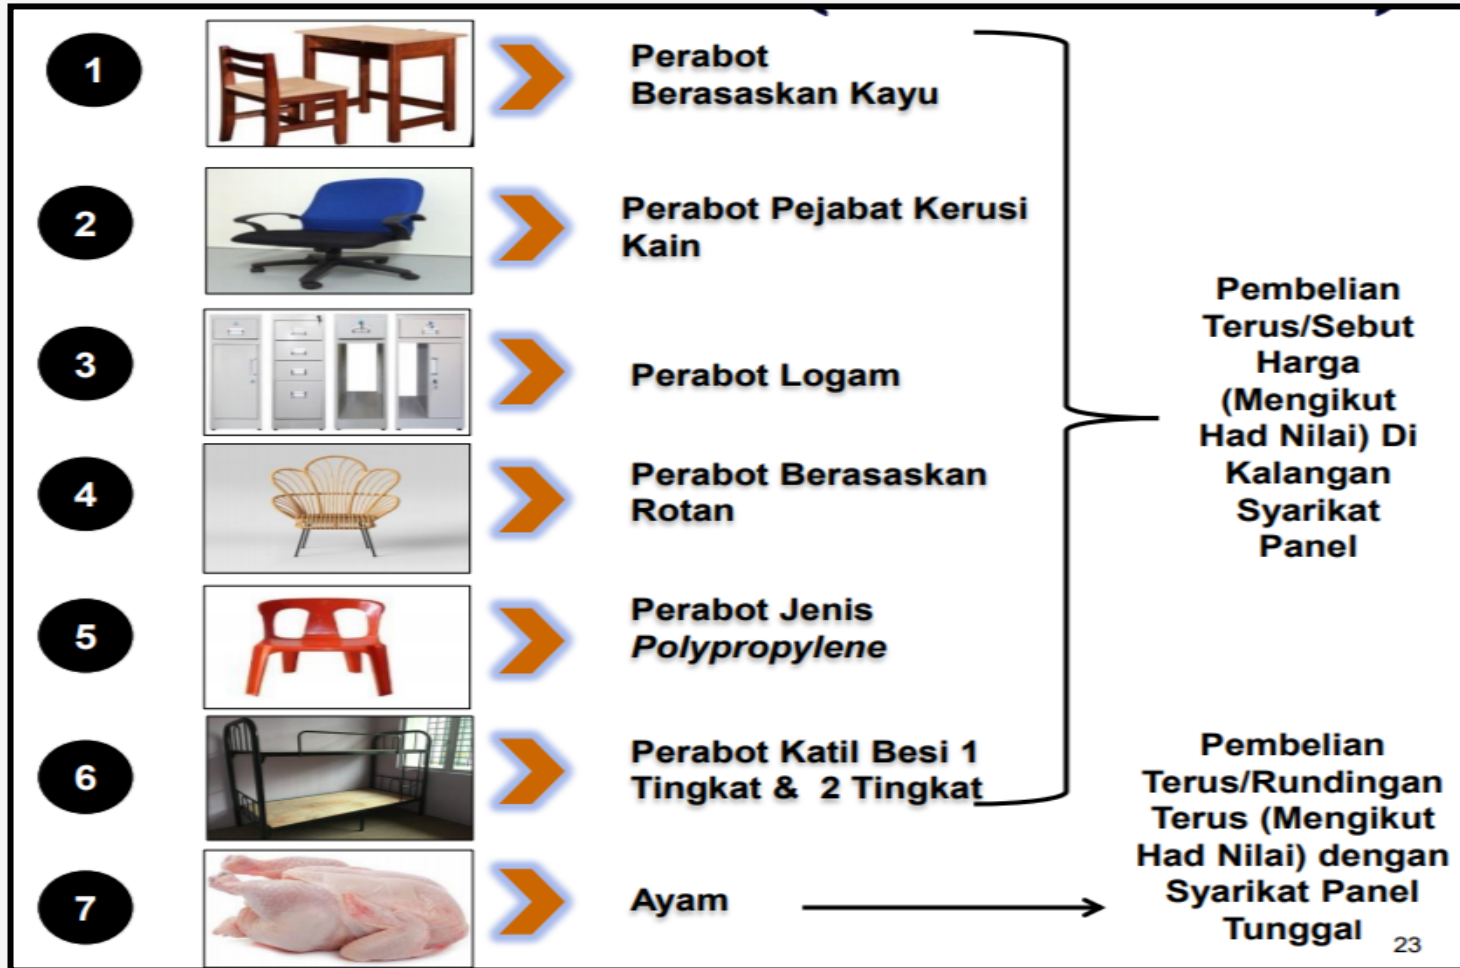 1
Perabot
Berasaskan Kayu
2
Perabot Pejabat Kerusi
Kain
3
Perabot Logam
4
Perabot Berasaskan
Rotan
5
Perabot Jenis
Polypropylene
6
Perabot Katil Besi 1
Tingkat & 2 Tingkat
7
Ayam
Pembelian
Terus/Sebut
Harga
(Mengikut
Had Nilai) Di
Kalangan
Syarikat
Panel
Pembelian
Terus/Rundingan
Terus (Mengikut
Had Nilai) dengan
Syarikat Panel
Tunggal
23